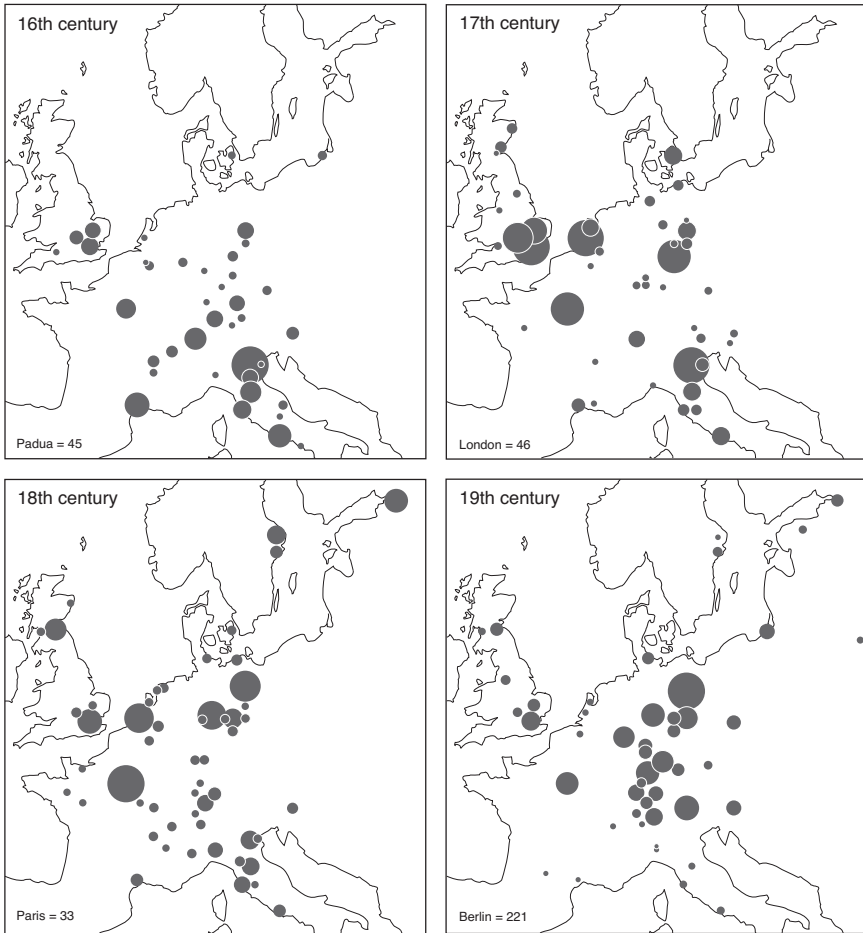 16th century
Padua = 45
17th century
London = 46
18th century
Paris = 33
19th century
Berlin = 221